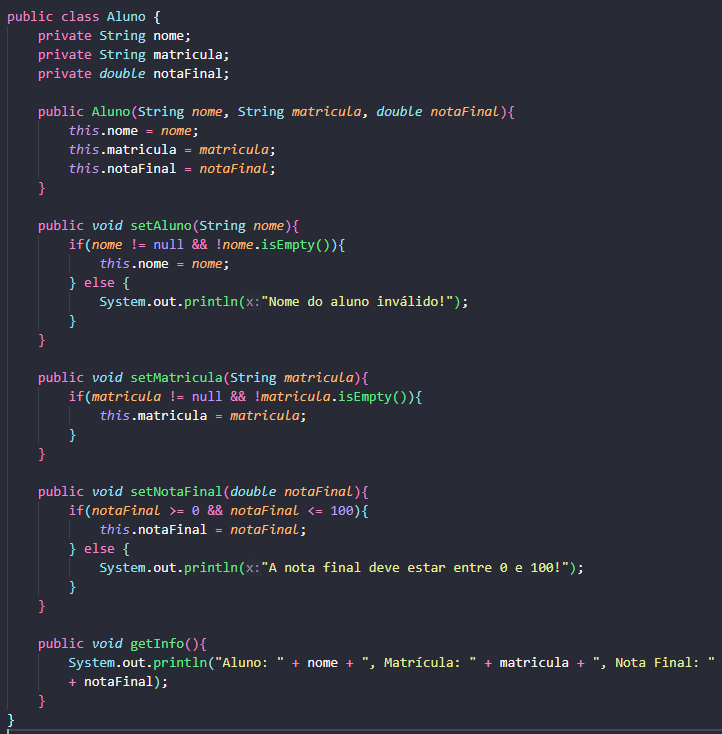 public class Aluno {
    private String nome;
    private String matricula;
    private double notaFinal;

    public Aluno(String nome, String matricula, double notaFinal){
        this.nome = nome;
        this.matricula = matricula;
        this.notaFinal = notaFinal;
    }

    public void setAluno(String nome){
        if(nome != null && !nome.isEmpty()){
            this.nome = nome;
        } else {
            System.out.println(x:"Nome do aluno inválido!");
        }
    }

    public void setMatricula(String matricula){
        if(matricula != null && !matricula.isEmpty()){
            this.matricula = matricula;
        }
    }

    public void setNotaFinal(double notaFinal){
        if(notaFinal >= 0 && notaFinal <= 100){
            this.notaFinal = notaFinal;
        } else {
            System.out.println(x:"A nota final deve estar entre 0 e 100!");
        }
    }

    public void getInfo(){
        System.out.println("Aluno: " + nome + ", Matrícula: " + matricula + ", Nota Final: "
        + notaFinal);
    }
}